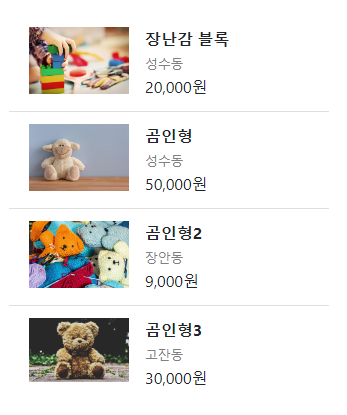 장난감 블록
성수동
20,000원
곰인형
성수동
50,000원
곰인형2
장안동
9,000원
곰인형3
고잔동
30,000원